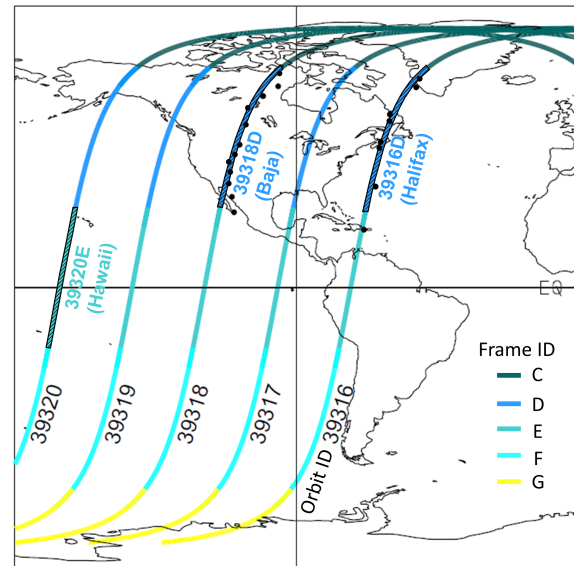 39318D
(Baja)
39316D
(Halifax)
39320E
(Hawaii)
EQ
39320
39319
39318
39317
39316
Orbit ID
Frame ID
C
D
E
F
G